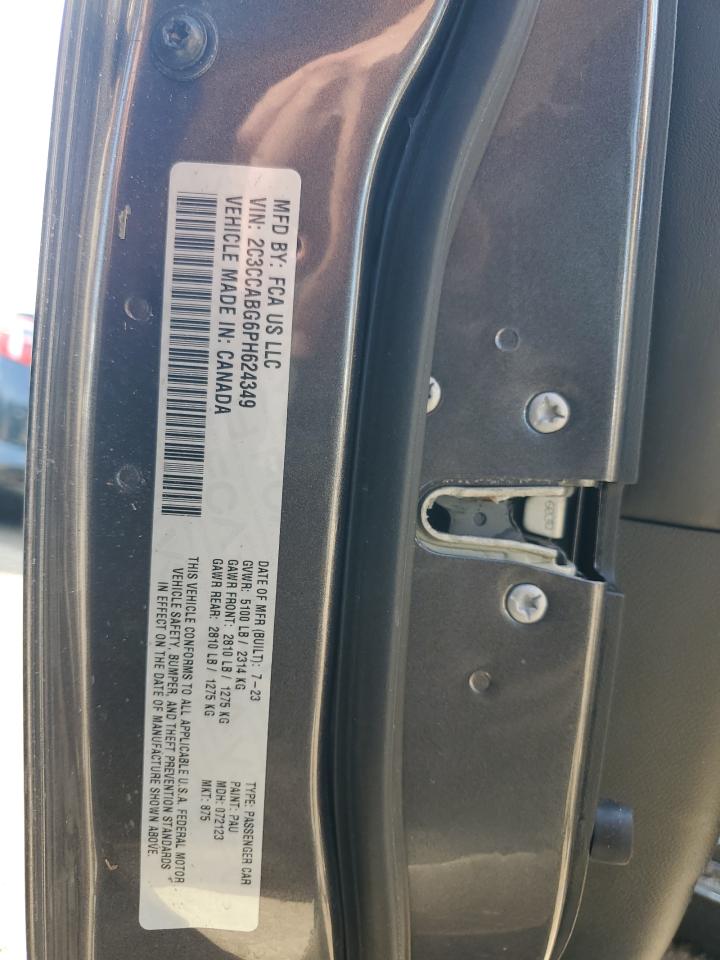 MFD BY: FCA US LLC
VIN: 2C3CCABG6PH624349
VEHICLE MADE IN: CANADA
DATE OF MFR (BUILT): 7-23
GVWR: 5100 LB / 2314 KG
GAWR FRONT: 2810 LB / 1275 KG
GAWR REAR: 2810 LB / 1275 KG
TYPE: PASSENGER CAR
PAINT: PAU
MDH: 072123
MKT: 875
THIS VEHICLE CONFORMS TO ALL APPLICABLE U.S.A. FEDERAL MOTOR
VEHICLE SAFETY, BUMPER, AND THEFT PREVENTION STANDARDS
IN EFFECT ON THE DATE OF MANUFACTURE SHOWN ABOVE.